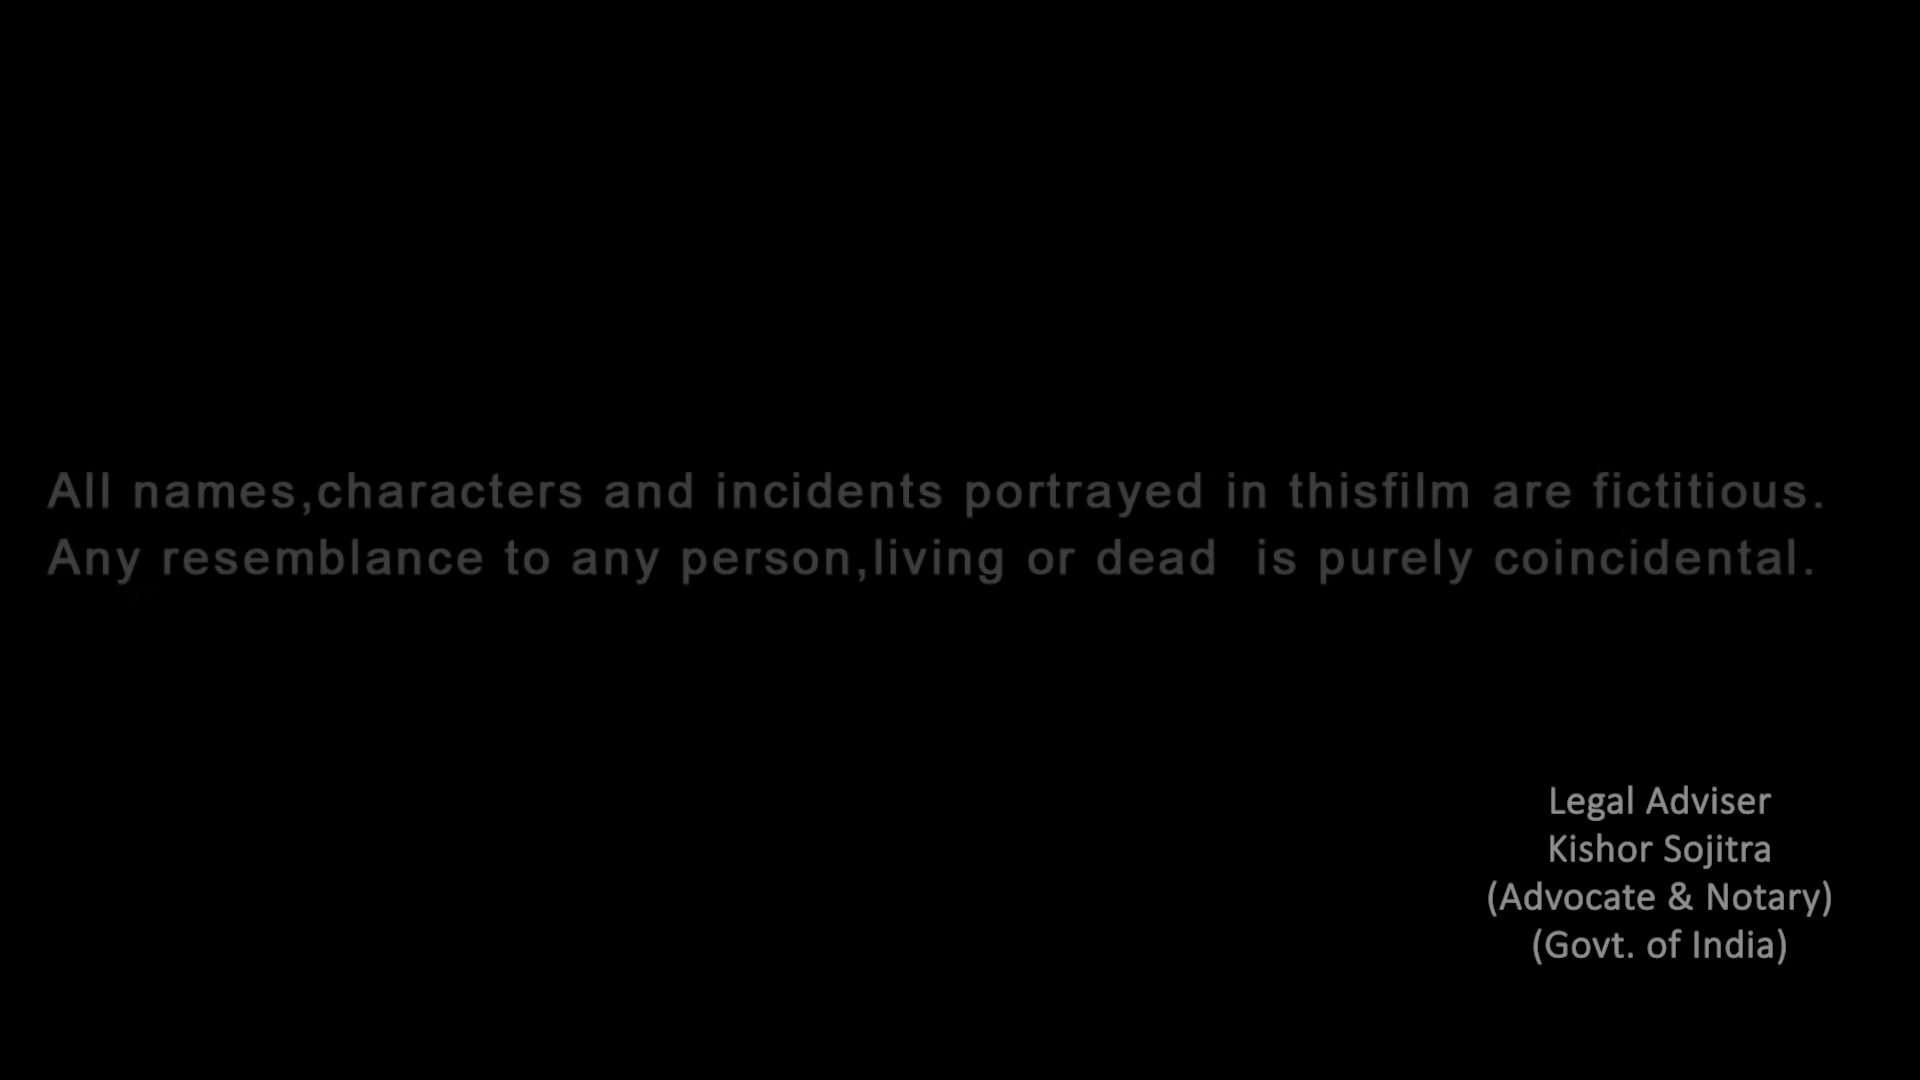 All names,characters and incidents portrayed in thisfilm are fictitious.
Any resemblance to any person,living or dead  is purely coincidental.
Legal Adviser
Kishor Sojitra
(Advocate & Notary)
(Govt. of India)